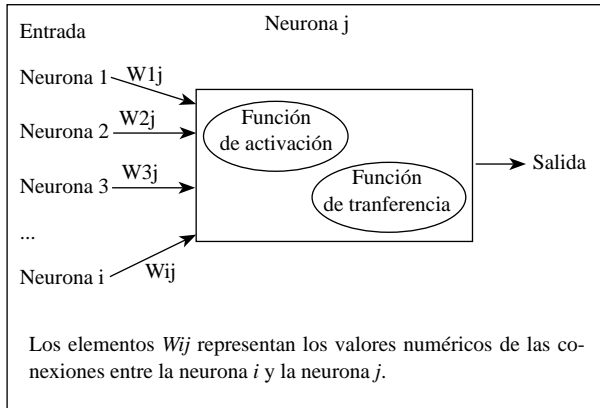 Neurona j
Entrada
Neurona 1
W1j
Neurona 2
W2j
Neurona 3
W3j
...
Neurona i
Wij
Función
de activación
Función
de tranferencia
Salida
Los elementos Wij representan los valores numéricos de las co-
nexiones entre la neurona i y la neurona j.